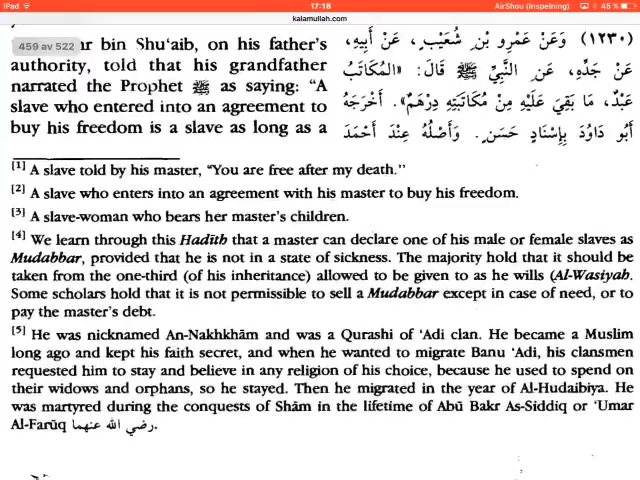 iPad 17:18 AirShou (Inspelning) 45 %
kalamullah.com
459 av 522
ar bin Shu'aib, on his father's
authority, told that his grandfather
narrated the Prophet ﷺ as saying: "A
slave who entered into an agreement to
buy his freedom is a slave as long as a
(١٢٣٠) وَعَنْ عَمْرِو بْنِ شُعَيْبٍ، عَنْ أَبِيهِ،
عَنْ جَدِّهِ، عَنِ النَّبِيِّ ﷺ قَالَ: «المُكَاتَبُ
عَبْدٌ، مَا بَقِيَ عَلَيْهِ مِنْ مُكَاتَبَتِهِ دِرْهَمٌ». أَخْرَجَهُ
أَبُو دَاوُدَ بِإِسْنَادٍ حَسَنٍ. وَأَصْلُهُ عِنْدَ أَحْمَدَ
[1] A slave told by his master, "You are free after my death."
[2] A slave who enters into an agreement with his master to buy his freedom.
[3] A slave-woman who bears her master's children.
[4] We learn through this Hadīth that a master can declare one of his male or female slaves as
Mudabbar, provided that he is not in a state of sickness. The majority hold that it should be
taken from the one-third (of his inheritance) allowed to be given to as he wills (Al-Wasiyah.
Some scholars hold that it is not permissible to sell a Mudabbar except in case of need, or to
pay the master's debt.
[5] He was nicknamed An-Nakhkhām and was a Qurashi of 'Adi clan. He became a Muslim
long ago and kept his faith secret, and when he wanted to migrate Banu 'Adi, his clansmen
requested him to stay and believe in any religion of his choice, because he used to spend on
their widows and orphans, so he stayed. Then he migrated in the year of Al-Hudaibiya. He
was martyred during the conquests of Shām in the lifetime of Abū Bakr As-Siddiq or 'Umar
Al-Farūq رضي الله عنهما.